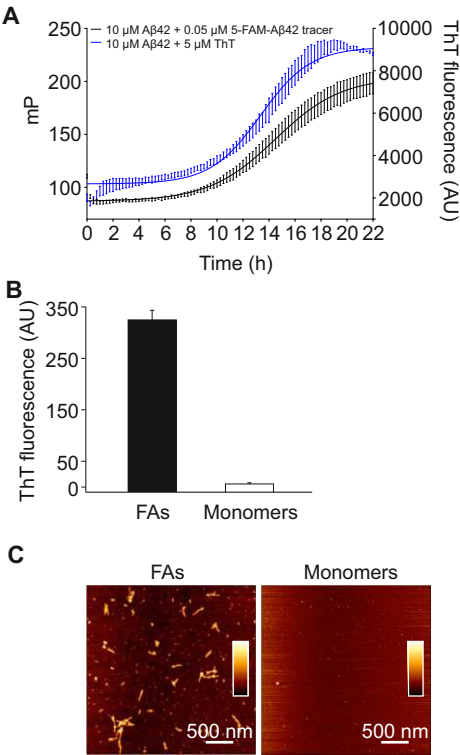 A
10 μM Aβ42 + 0.05 μM 5-FAM-Aβ42 tracer
10 μM Aβ42 + 5 μM ThT
250
200
150
100
mP
10000
8000
6000
4000
2000
ThT fluorescence (AU)
0 2 4 6 8 10 12 14 16 18 20 22
Time (h)
B
350
250
150
50
0
ThT fluorescence (AU)
FAs Monomers
C
FAs Monomers
500 nm 500 nm